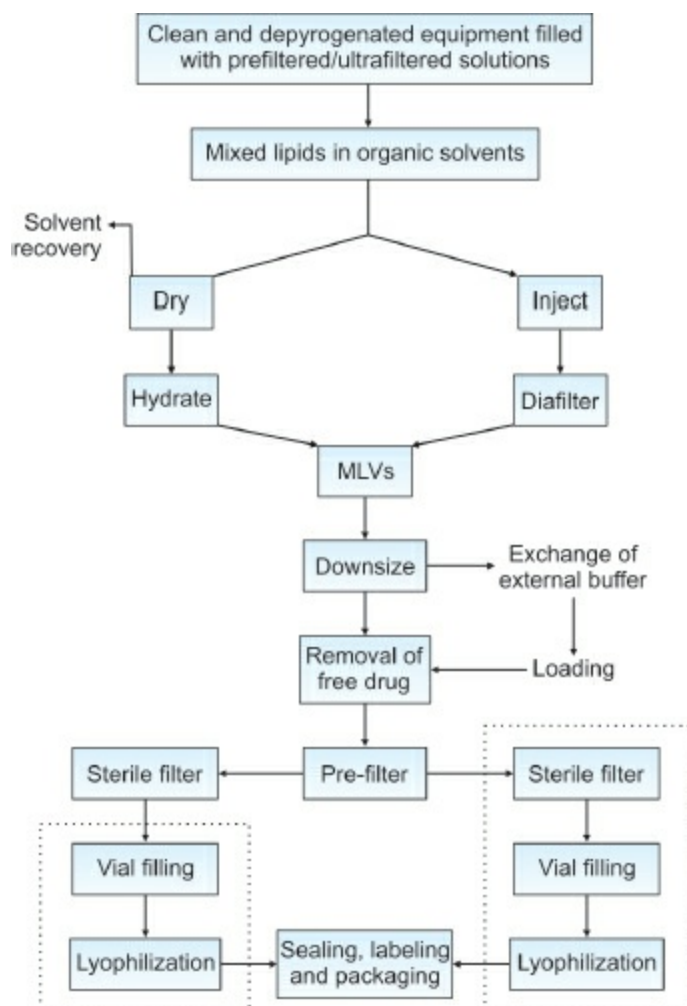 Clean and depyrogenated equipment filled
with prefiltered/ultrafiltered solutions
Mixed lipids in organic solvents
Solvent
recovery
Dry
Inject
Hydrate
Diafilter
MLVs
Downsize
Exchange of
external buffer
Removal of
free drug
Loading
Sterile filter
Pre-filter
Sterile filter
Vial filling
Vial filling
Lyophilization
Sealing, labeling
and packaging
Lyophilization